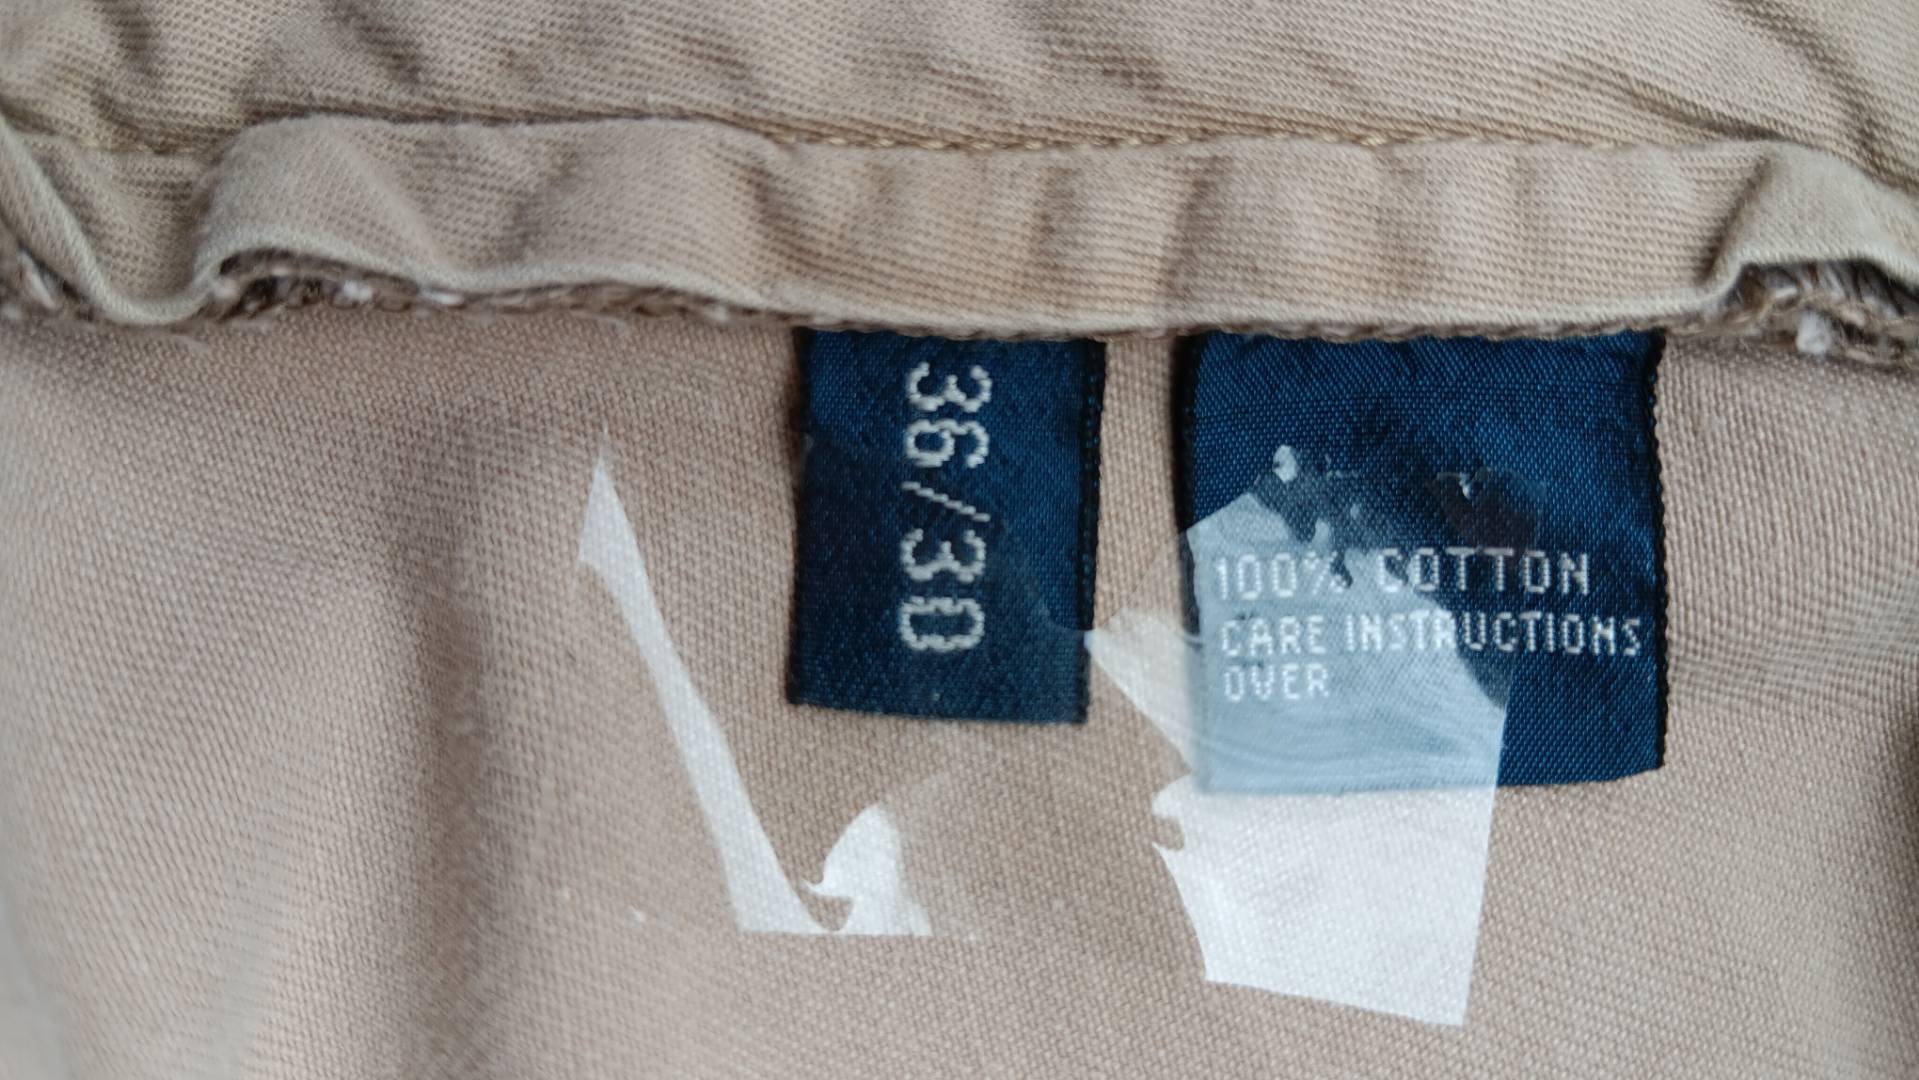 36/30
100% COTTON
CARE INSTRUCTIONS
OVER